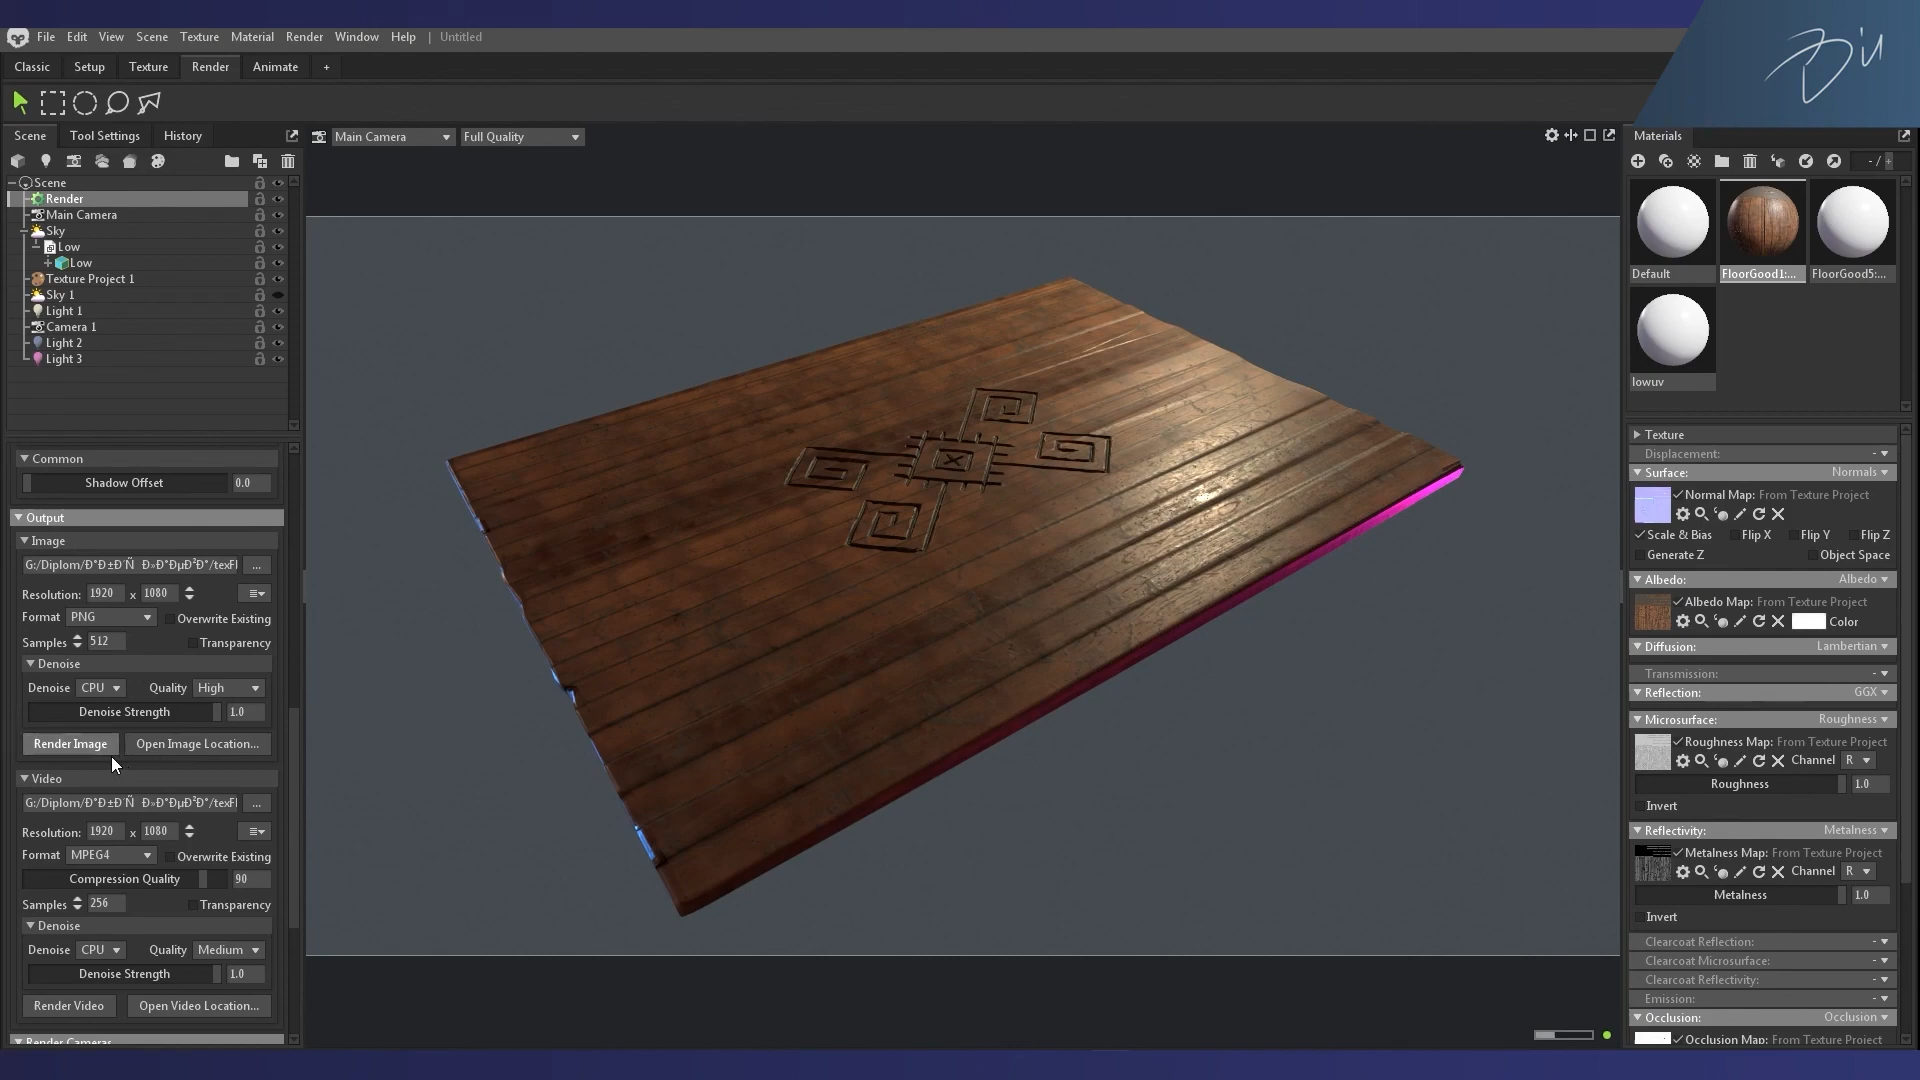 File Edit View Scene Texture Material Render Window Help | Untitled
Classic Setup Texture Render Animate +
Scene Tool Settings History
Main Camera Full Quality
Materials
- / +
Scene
Render
Main Camera
Sky
Low
Low
Texture Project 1
Sky 1
Light 1
Camera 1
Light 2
Light 3
Default FloorGood1:... FloorGood5:...
lowuv
Common
Shadow Offset 0.0
Output
Image
...
Resolution: 1920 x 1080
Format PNG Overwrite Existing
Samples 512 Transparency
Denoise
Denoise CPU Quality High
Denoise Strength 1.0
Render Image Open Image Location...
Video
...
Resolution: 1920 x 1080
Format MPEG4 Overwrite Existing
Compression Quality 90
Samples 256 Transparency
Denoise
Denoise CPU Quality Medium
Denoise Strength 1.0
Render Video Open Video Location...
Render Cameras
Texture
Displacement: -
Surface: Normals
Normal Map: From Texture Project
Scale & Bias Flip X Flip Y Flip Z
Generate Z Object Space
Albedo: Albedo
Albedo Map: From Texture Project
Color
Diffusion: Lambertian
Transmission: -
Reflection: GGX
Microsurface: Roughness
Roughness Map: From Texture Project
Channel R
Roughness 1.0
Invert
Reflectivity: Metalness
Metalness Map: From Texture Project
Channel R
Metalness 1.0
Invert
Clearcoat Reflection: -
Clearcoat Microsurface: -
Clearcoat Reflectivity: -
Emission: -
Occlusion: Occlusion
Occlusion Map: From Texture Project